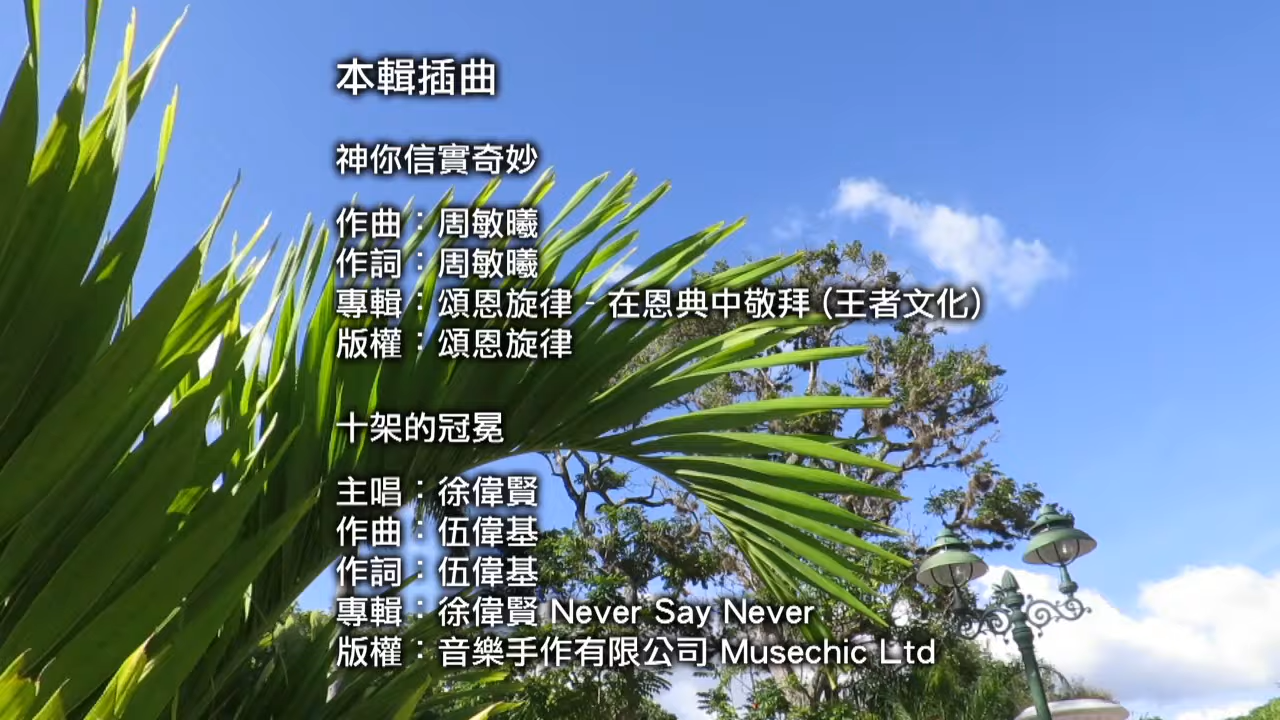 本輯插曲
神你信實奇妙
作曲：周敏曦
作詞：周敏曦
專輯：頌恩旋律 - 在恩典中敬拜 (王者文化)
版權：頌恩旋律
十架的冠冕
主唱：徐偉賢
作曲：伍偉基
作詞：伍偉基
專輯：徐偉賢 Never Say Never
版權：音樂手作有限公司 Musechic Ltd